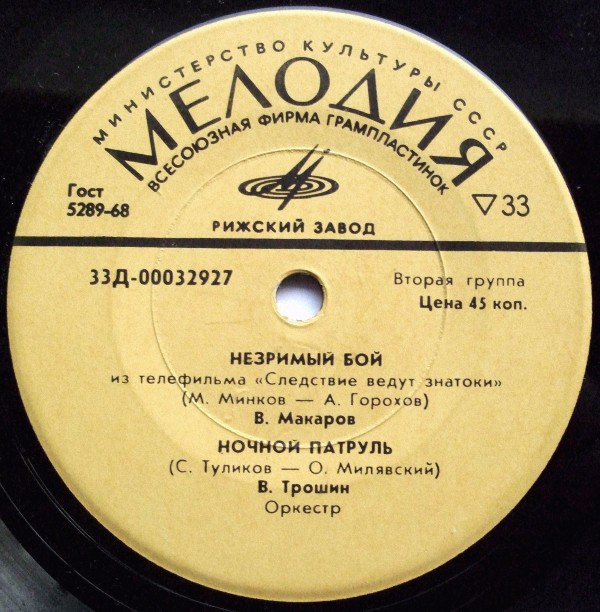 МИНИСТЕРСТВО КУЛЬТУРЫ СССР
МЕЛОДИЯ
ВСЕСОЮЗНАЯ ФИРМА ГРАМПЛАСТИНОК
Гост
5289-68
▽33
РИЖСКИЙ ЗАВОД
33Д-00032927
Вторая группа
Цена 45 коп.
НЕЗРИМЫЙ БОЙ
из телефильма «Следствие ведут знатоки»
(М. Минков — А. Горохов)
В. Макаров
НОЧНОЙ ПАТРУЛЬ
(С. Туликов — О. Милявский)
В. Трошин
Оркестр